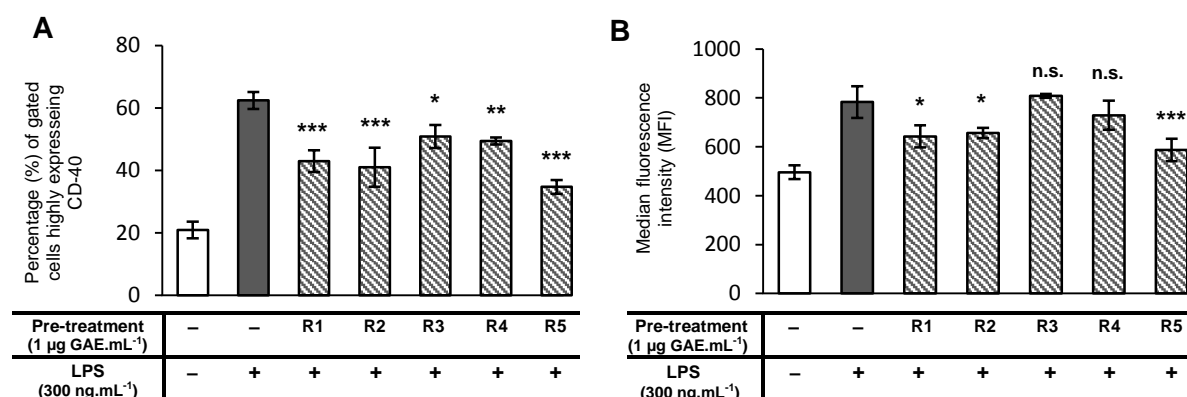 A
Percentage (%) of gated
cells highly expresseing
CD-40
80
60
40
20
0
***
***
*
**
***
Pre-treatment
(1 µg GAE.mL⁻¹)
– – R1 R2 R3 R4 R5
LPS
(300 ng.mL⁻¹)
– + + + + + +
B
Median fluorescence
intensity (MFI)
1000
800
600
400
200
0
*
*
n.s.
n.s.
***
Pre-treatment
(1 µg GAE.mL⁻¹)
– – R1 R2 R3 R4 R5
LPS
(300 ng.mL⁻¹)
– + + + + + +